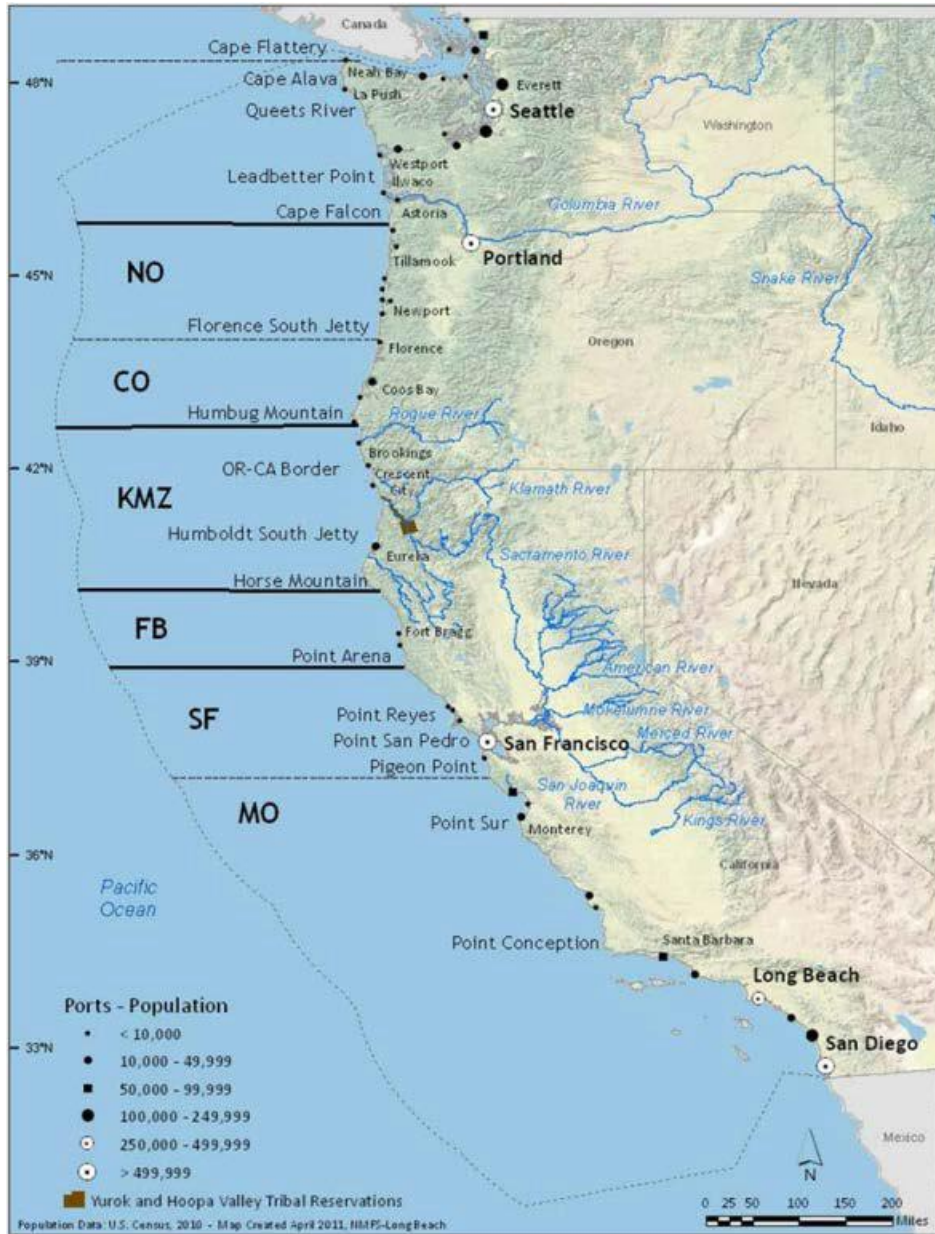 Canada
Cape Flattery
48°N
Cape Alava
Neah Bay
Everett
La Push
Queets River
Seattle
Washington
Westport
Leadbetter Point
Ilwaco
Columbia River
Cape Falcon
Astoria
NO
Tillamook
Portland
45°N
Snake River
Newport
Florence South Jetty
Florence
Oregon
CO
Coos Bay
Humbug Mountain
Rogue River
Idaho
Brookings
42°N
OR-CA Border
Crescent
City
KMZ
Klamath River
Humboldt South Jetty
Eureka
Sacramento River
Horse Mountain
Nevada
FB
Fort Bragg
39°N
Point Arena
American River
SF
Point Reyes
Mokelumne River
Point San Pedro
San Francisco
Merced River
Pigeon Point
MO
San Joaquin
River
Point Sur
Monterey
Kings River
36°N
California
Pacific
Ocean
Point Conception
Santa Barbara
Long Beach
Ports - Population
< 10,000
33°N
10,000 - 49,999
San Diego
50,000 - 99,999
100,000 - 249,999
250,000 - 499,999
Mexico
> 499,999
N
Yurok and Hoopa Valley Tribal Reservations
0 25 50 100 150 200
Miles
Population Data: U.S. Census, 2010 - Map Created April 2011, NMFS-Long Beach